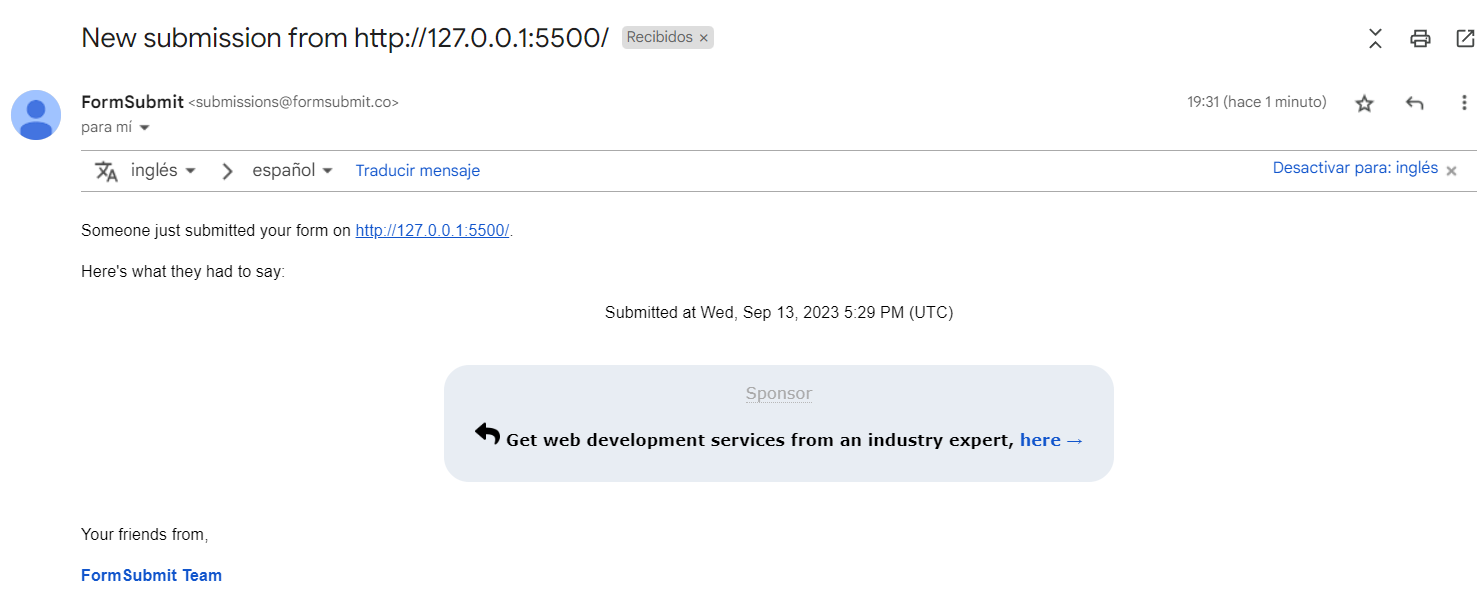 New submission from http://127.0.0.1:5500/ Recibidos ×
FormSubmit <submissions@formsubmit.co> 19:31 (hace 1 minuto)
para mí
inglés español Traducir mensaje Desactivar para: inglés ×
Someone just submitted your form on http://127.0.0.1:5500/.
Here's what they had to say:
Submitted at Wed, Sep 13, 2023 5:29 PM (UTC)
Sponsor
Get web development services from an industry expert, here →
Your friends from,
FormSubmit Team